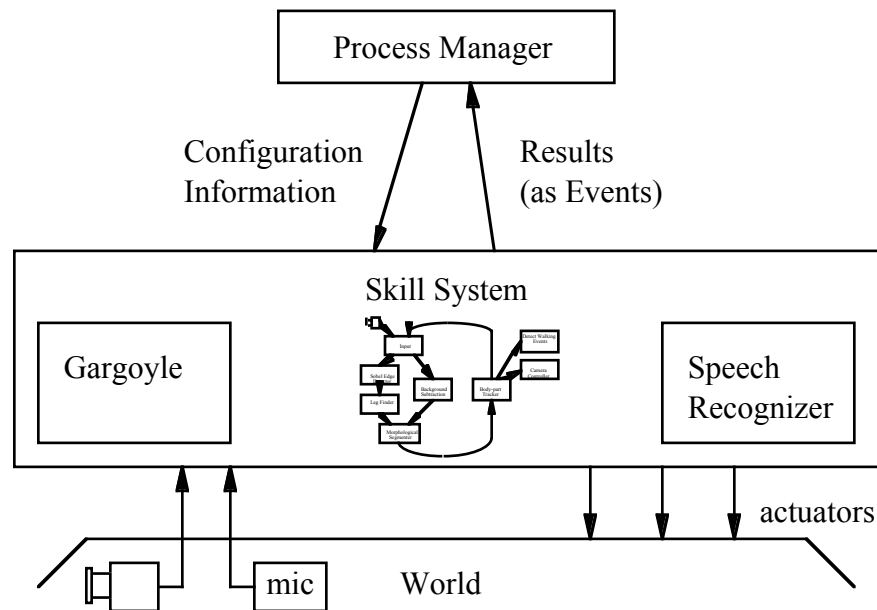 Process Manager
Configuration
Information
Results
(as Events)
Skill System
Gargoyle
Input
Sobel Edge
Leg Finder
Background
Subtraction
Morphological
Segmenter
Body-part
Tracker
Detect Walking
Events
Camera
Speech
Recognizer
actuators
mic
World